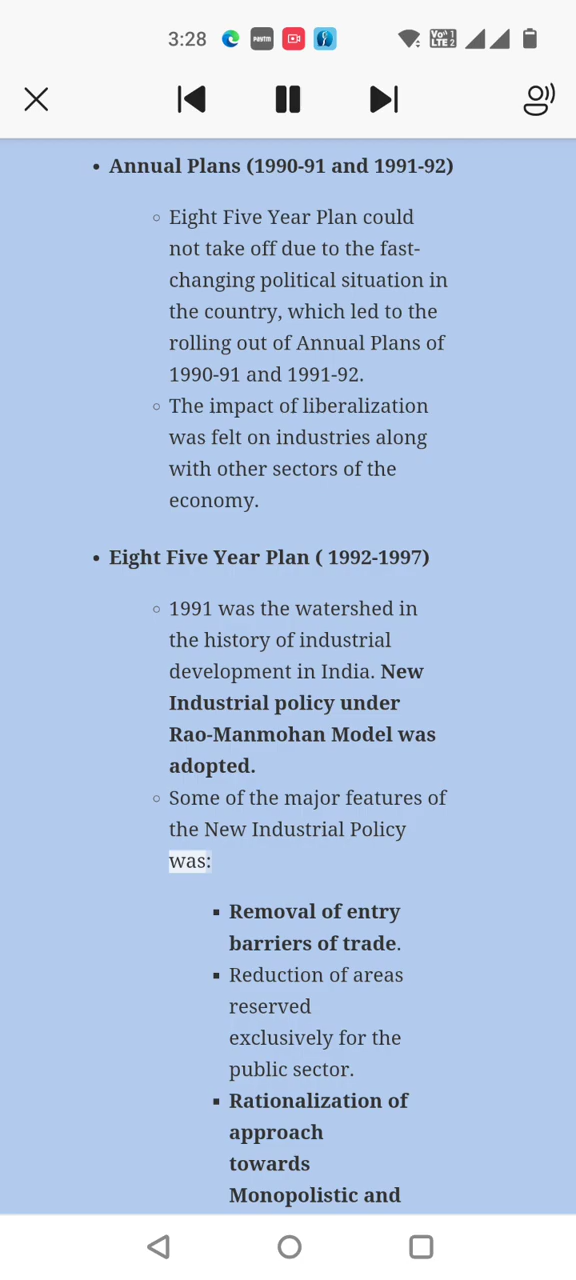 3:28 paytm Vo)) 1 LTE 2
• Annual Plans (1990-91 and 1991-92)
◦ Eight Five Year Plan could
not take off due to the fast-
changing political situation in
the country, which led to the
rolling out of Annual Plans of
1990-91 and 1991-92.
◦ The impact of liberalization
was felt on industries along
with other sectors of the
economy.
• Eight Five Year Plan ( 1992-1997)
◦ 1991 was the watershed in
the history of industrial
development in India. New
Industrial policy under
Rao-Manmohan Model was
adopted.
◦ Some of the major features of
the New Industrial Policy
was:
▪ Removal of entry
barriers of trade.
▪ Reduction of areas
reserved
exclusively for the
public sector.
▪ Rationalization of
approach
towards
Monopolistic and